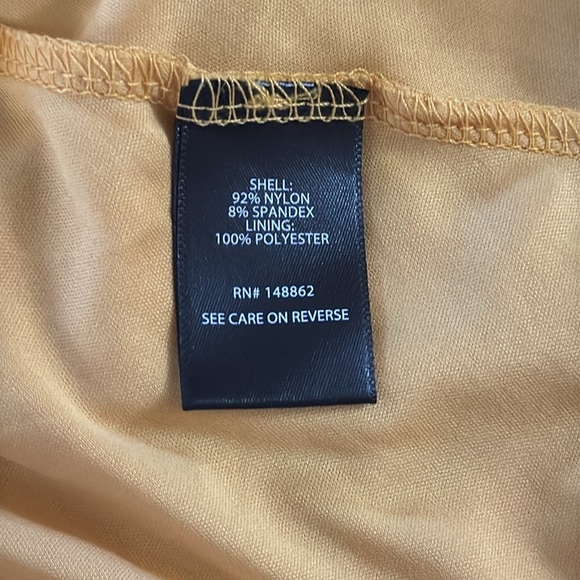 SHELL:
92% NYLON
8% SPANDEX
LINING:
100% POLYESTER
RN# 148862
SEE CARE ON REVERSE